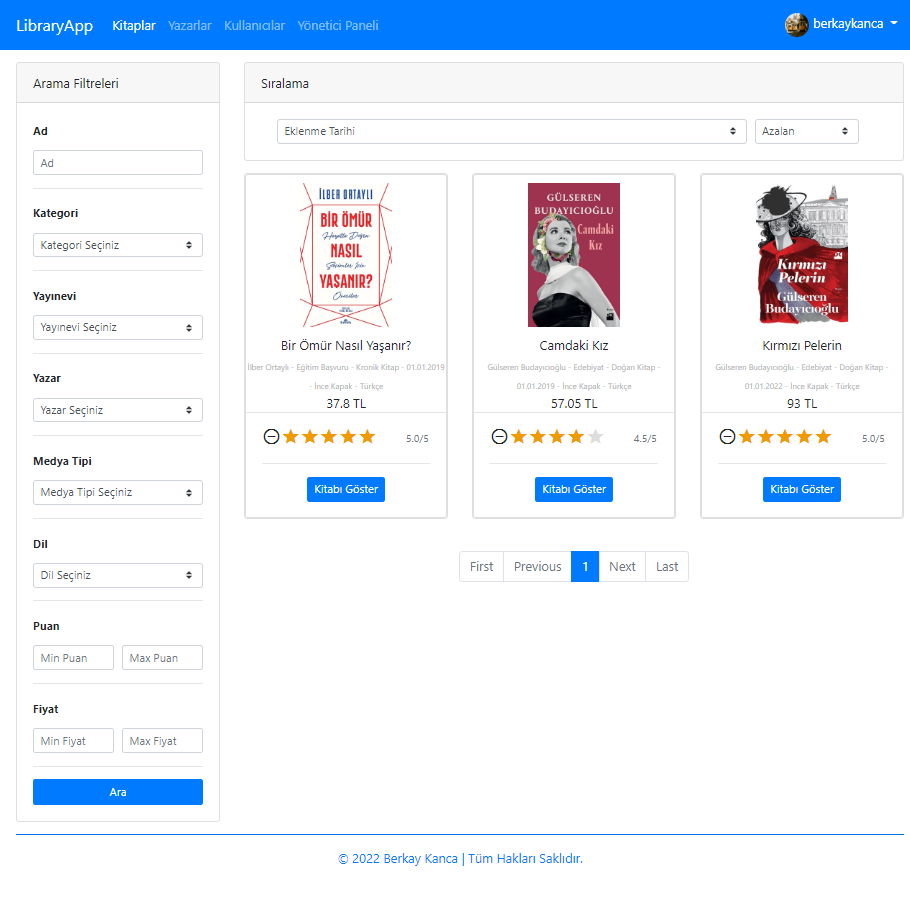 LibraryApp Kitaplar Yazarlar Kullanıcılar Yönetici Paneli berkaykanca
Arama Filtreleri
Ad
Ad
Kategori
Kategori Seçiniz
Yayınevi
Yayınevi Seçiniz
Yazar
Yazar Seçiniz
Medya Tipi
Medya Tipi Seçiniz
Dil
Dil Seçiniz
Puan
Min Puan Max Puan
Fiyat
Min Fiyat Max Fiyat
Ara
Sıralama
Eklenme Tarihi Azalan
İLBER ORTAYLI
BİR ÖMÜR
Hayatta Doğru
NASIL
Seçimler İçin
YAŞANIR?
Öneriler
Bir Ömür Nasıl Yaşanır?
İlber Ortaylı - Eğitim Başvuru - Kronik Kitap - 01.01.2019
- İnce Kapak - Türkçe
37.8 TL
5.0/5
Kitabı Göster
GÜLSEREN
BUDAYICIOĞLU
Camdaki
Kız
Camdaki Kız
Gülseren Budayıcıoğlu - Edebiyat - Doğan Kitap -
01.01.2019 - İnce Kapak - Türkçe
57.05 TL
4.5/5
Kitabı Göster
Kırmızı
Pelerin
Gülseren
Budayıcıoğlu
Kırmızı Pelerin
Gülseren Budayıcıoğlu - Edebiyat - Doğan Kitap -
01.01.2022 - İnce Kapak - Türkçe
93 TL
5.0/5
Kitabı Göster
First Previous 1 Next Last
© 2022 Berkay Kanca | Tüm Hakları Saklıdır.